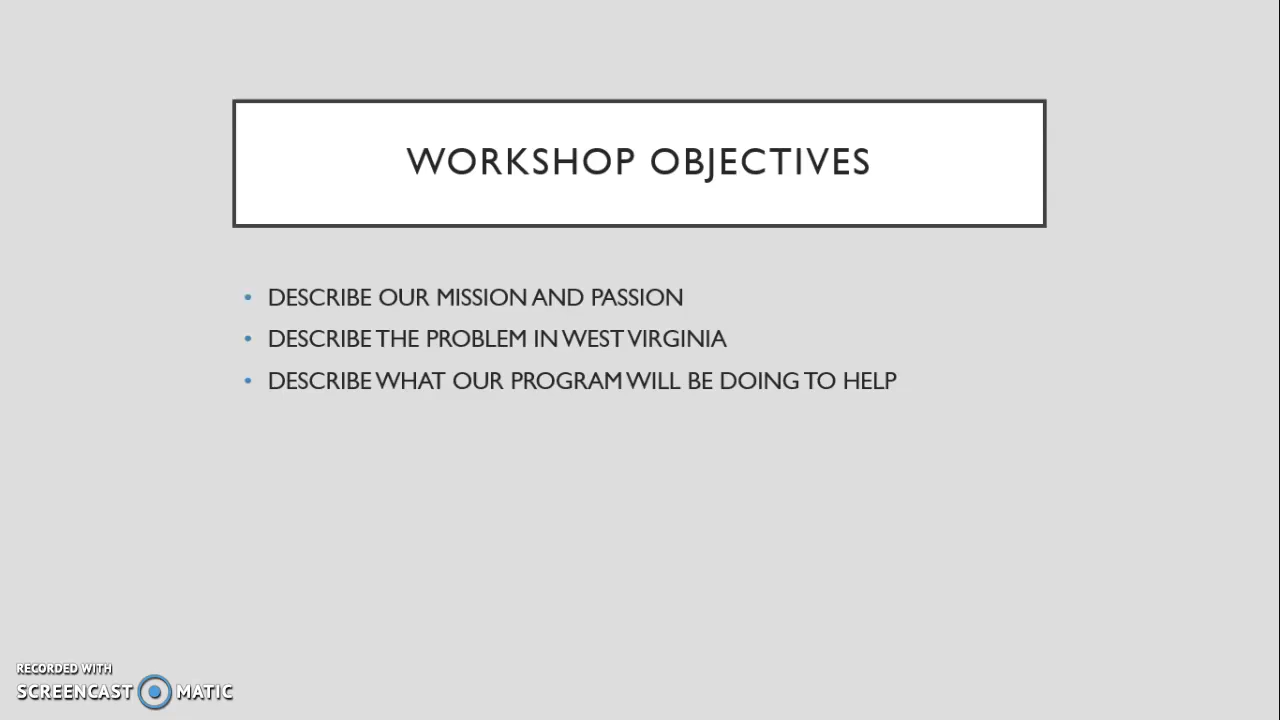 WORKSHOP OBJECTIVES
• DESCRIBE OUR MISSION AND PASSION
• DESCRIBE THE PROBLEM IN WEST VIRGINIA
• DESCRIBE WHAT OUR PROGRAM WILL BE DOING TO HELP
RECORDED WITH
SCREENCAST MATIC